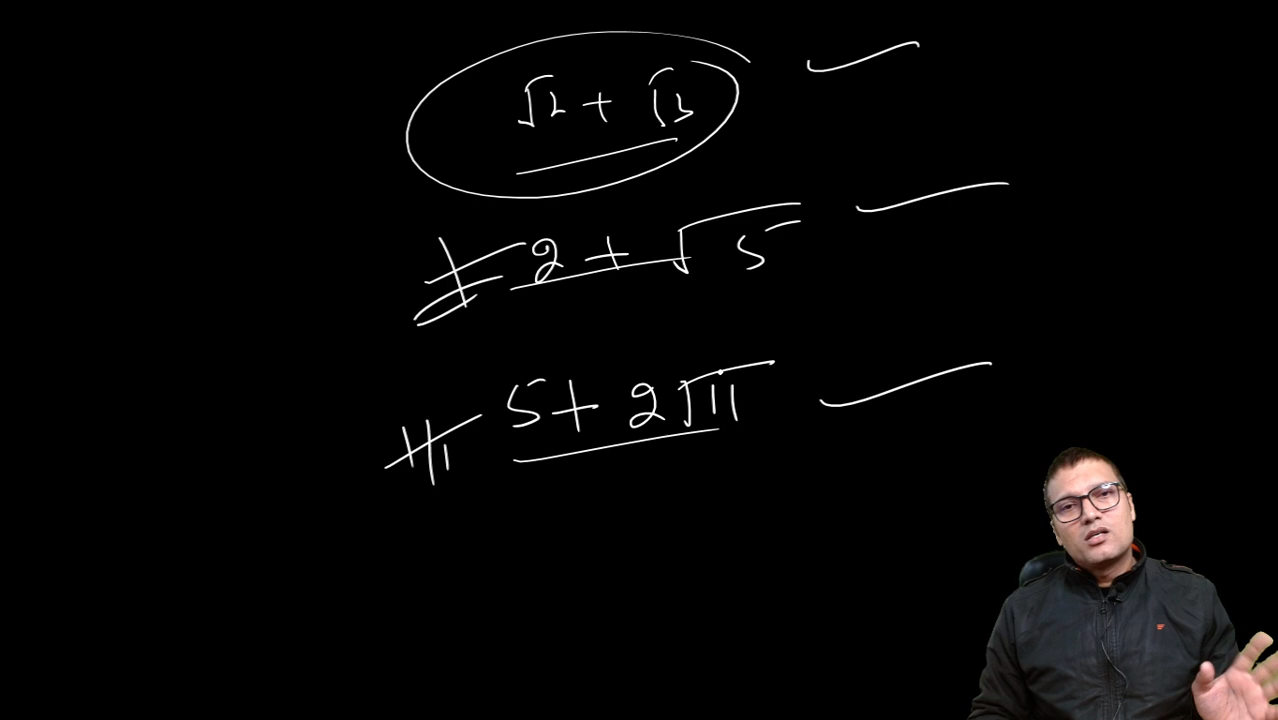 √2 + √3
2 + √5
5 + 2√11